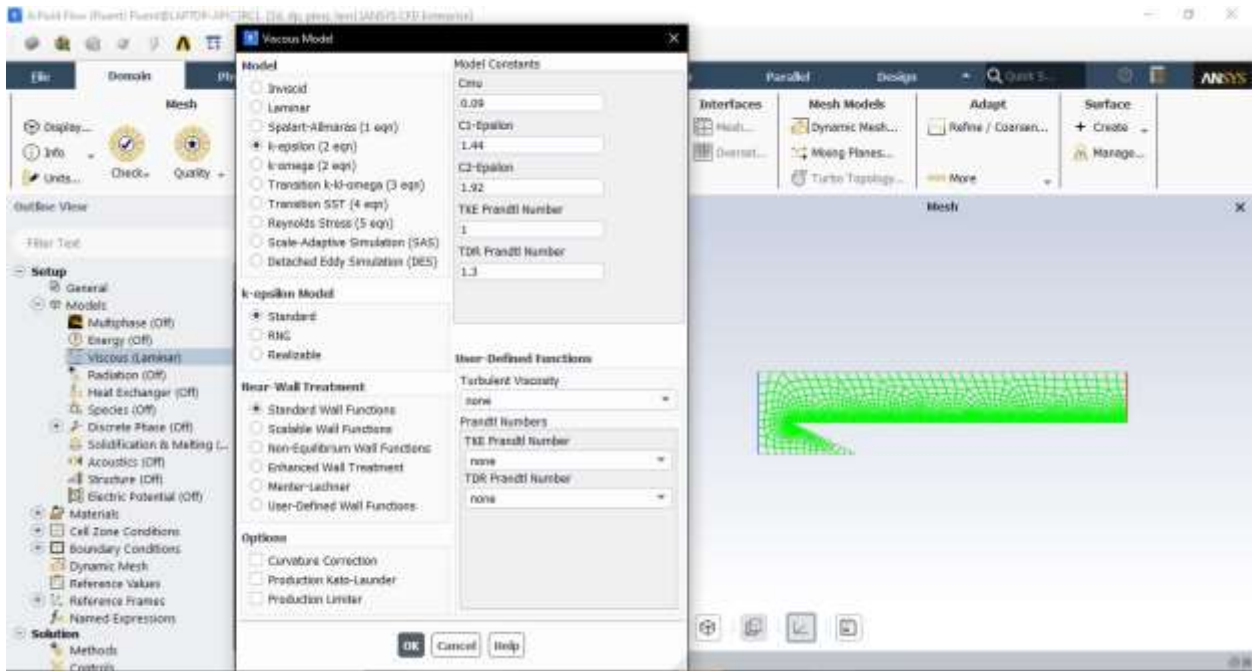 Viscous Model
File
Domain
Parallel
Design
ANSYS
Mesh
Display...
Info
Units...
Check
Quality
Interfaces
Mesh...
Overset...
Mesh Models
Dynamic Mesh...
Mixing Planes...
Turbo Topology...
Adapt
Refine / Coarsen...
More
Surface
+ Create
Manage...
Outline View
Filter Text
Setup
General
Models
Multiphase (Off)
Energy (Off)
Viscous (Laminar)
Radiation (Off)
Heat Exchanger (Off)
Species (Off)
Discrete Phase (Off)
Solidification & Melting (...
Acoustics (Off)
Structure (Off)
Electric Potential (Off)
Materials
Cell Zone Conditions
Boundary Conditions
Dynamic Mesh
Reference Values
Reference Frames
Named Expressions
Solution
Methods
Controls
Model
Inviscid
Laminar
Spalart-Allmaras (1 eqn)
k-epsilon (2 eqn)
k-omega (2 eqn)
Transition k-kl-omega (3 eqn)
Transition SST (4 eqn)
Reynolds Stress (5 eqn)
Scale-Adaptive Simulation (SAS)
Detached Eddy Simulation (DES)
k-epsilon Model
Standard
RNG
Realizable
Near-Wall Treatment
Standard Wall Functions
Scalable Wall Functions
Non-Equilibrium Wall Functions
Enhanced Wall Treatment
Menter-Lechner
User-Defined Wall Functions
Options
Curvature Correction
Production Kato-Launder
Production Limiter
Model Constants
Cmu
0.09
C1-Epsilon
1.44
C2-Epsilon
1.92
TKE Prandtl Number
1
TDR Prandtl Number
1.3
User-Defined Functions
Turbulent Viscosity
none
Prandtl Numbers
TKE Prandtl Number
none
TDR Prandtl Number
none
OK
Cancel
Help
Mesh